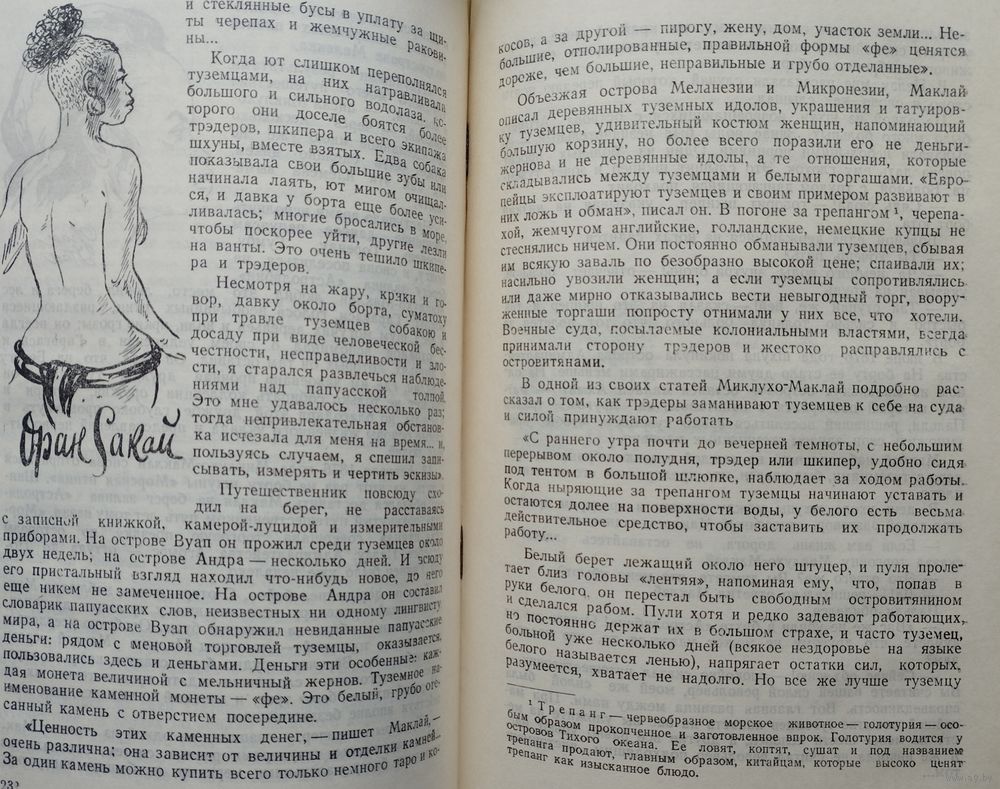 и стеклянные бусы в уплату за щи-
ты черепах и жемчужные ракови-
ны...
Когда ют слишком переполнялся
туземцами, на них натравливали
большого и сильного водолаза, ко-
торого они доселе боятся более
трэдеров, шкипера и всего экипажа
шхуны, вместе взятых. Едва собака
показывала свои большие зубы или
начинала лаять, ют мигом очищал-
ся, и давка у борта еще более уси-
ливалась; многие бросались в море,
чтобы поскорее уйти, другие лезли
на ванты. Это очень тешило шкипе-
ра и трэдеров.
Несмотря на жару, крики и го-
вор, давку около борта, суматоху
при травле туземцев собакою и
досаду при виде человеческой бес-
честности, несправедливости и зло-
сти, я старался развлечься наблюде-
ниями над папуасской толпой.
Это мне удавалось несколько раз;
тогда непривлекательная обстанов-
ка исчезала для меня на время... и,
пользуясь случаем, я спешил запи-
сывать, измерять и чертить эскизы».
Оран Сакай
Путешественник повсюду схо-
дил на берег, не расставаясь
с записной книжкой, камерой-луцидой и измерительными
приборами. На острове Вуап он прожил среди туземцев около
двух недель; на острове Андра — несколько дней. И всюду
его пристальный взгляд находил что-нибудь новое, до него
еще никем не замеченное. На острове Андра он составил
словарик папуасских слов, неизвестных ни одному лингвисту
мира, а на острове Вуап обнаружил невиданные папуасские
деньги: рядом с меновой торговлей туземцы, оказывается,
пользовались здесь и деньгами. Деньги эти особенные: каж-
дая монета величиной с мельничный жернов. Туземное на-
именование каменной монеты — «фе». Это белый, грубо оте-
санный камень с отверстием посередине.
«Ценность этих каменных денег, — пишет Маклай, —
очень различна; она зависит от величины и отделки камней...
За один камень можно купить всего только немного таро и ко-
232
косов, а за другой — пирогу, жену, дом, участок земли... Не-
большие, отполированные, правильной формы «фе» ценятся
дороже, чем большие, неправильные и грубо отделанные».
Объезжая острова Меланезии и Микронезии, Маклай
описал деревянных туземных идолов, украшения и татуиров-
ку туземцев, удивительный костюм женщин, напоминающий
большую корзину, но более всего поразили его не деньги-
жернова и не деревянные идолы, а те отношения, которые
складывались между туземцами и белыми торгашами. «Евро-
пейцы эксплоатируют туземцев и своим примером развивают в
них ложь и обман», писал он. В погоне за трепангом ¹, черепа-
хой, жемчугом английские, голландские, немецкие купцы не
стеснялись ничем. Они постоянно обманывали туземцев, сбывая
им всякую заваль по безобразно высокой цене; спаивали их;
насильно увозили женщин; а если туземцы сопротивлялись
или даже мирно отказывались вести невыгодный торг, воору-
женные торгаши попросту отнимали у них все, что хотели.
Военные суда, посылаемые колониальными властями, всегда
принимали сторону трэдеров и жестоко расправлялись с
островитянами.
В одной из своих статей Миклухо-Маклай подробно рас-
сказал о том, как трэдеры заманивают туземцев к себе на суда
и силой принуждают работать
«С раннего утра почти до вечерней темноты, с небольшим
перерывом около полудня, трэдер или шкипер, удобно сидя
под тентом в большой шлюпке, наблюдает за ходом работы.
Когда ныряющие за трепангом туземцы начинают уставать и
остаются долее на поверхности воды, у белого есть весьма
действительное средство, чтобы заставить их продолжать
работу...
Белый берет лежащий около него штуцер, и пуля проле-
тает близ головы «лентяя», напоминая ему, что, попав в
руки белого, он перестал быть свободным островитянином
и сделался рабом. Пули хотя и редко задевают работающих,
но постоянно держат их в большом страхе, и часто туземец,
больной уже несколько дней (всякое нездоровье на языке
белого называется ленью), напрягает остатки сил, которых,
разумеется, хватает не надолго. Но все же лучше туземцу
¹ Трепанг — червеобразное морское животное — голотурия — осо-
бым образом прокопченное и заготовленное впрок. Голотурия водится у
островов Тихого океана. Ее ловят, коптят, сушат и под названием
трепанга продают, главным образом, китайцам, которые высоко ценят
трепанг как изысканное блюдо.